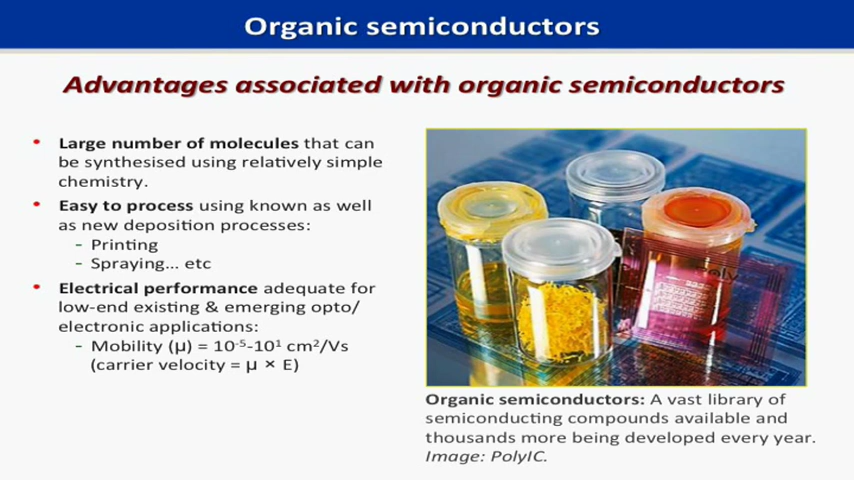 Organic semiconductors
Advantages associated with organic semiconductors
• Large number of molecules that can
be synthesised using relatively simple
chemistry.
• Easy to process using known as well
as new deposition processes:
- Printing
- Spraying... etc
• Electrical performance adequate for
low-end existing & emerging opto/
electronic applications:
- Mobility (μ) = 10⁻⁵-10¹ cm²/Vs
(carrier velocity = μ × E)
Poly
Organic semiconductors: A vast library of
semiconducting compounds available and
thousands more being developed every year.
Image: PolyIC.